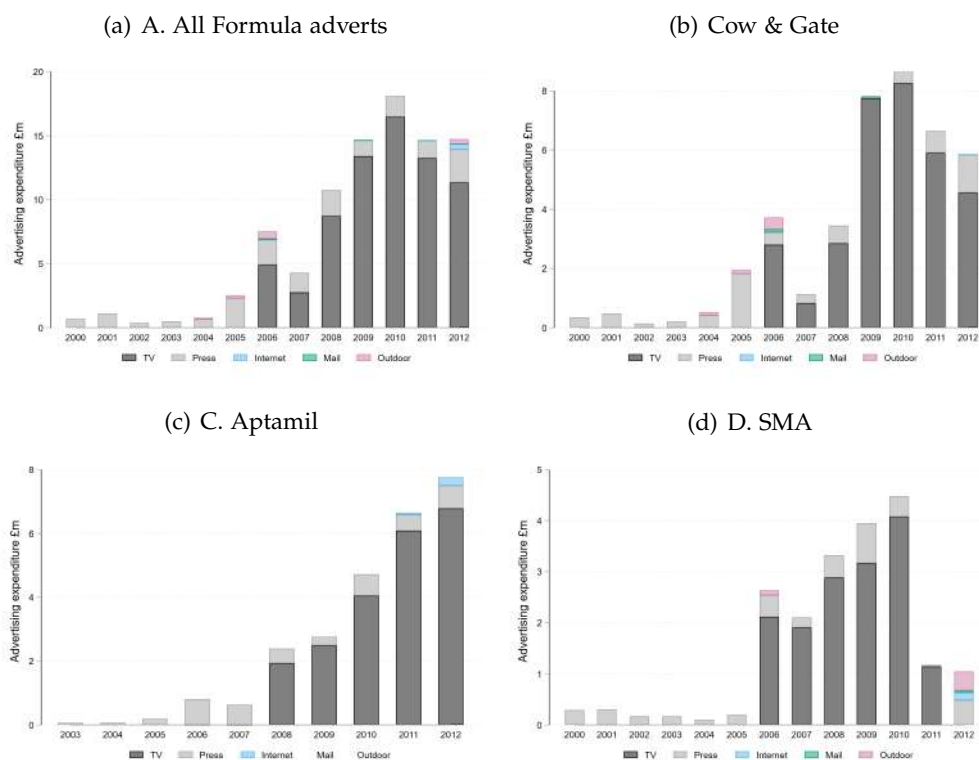 (a) A. All Formula adverts
Advertising expenditure £m
20
15
10
5
0
2000 2001 2002 2003 2004 2005 2006 2007 2008 2009 2010 2011 2012
TV Press Internet Mail Outdoor
(b) Cow & Gate
Advertising expenditure £m
8
6
4
2
0
2000 2001 2002 2003 2004 2005 2006 2007 2008 2009 2010 2011 2012
TV Press Internet Mail Outdoor
(c) C. Aptamil
Advertising expenditure £m
8
6
4
2
0
2003 2004 2005 2006 2007 2008 2009 2010 2011 2012
TV Press Internet Mail Outdoor
(d) D. SMA
Advertising expenditure £m
5
4
3
2
1
0
2000 2001 2002 2003 2004 2005 2006 2007 2008 2009 2010 2011 2012
TV Press Internet Mail Outdoor